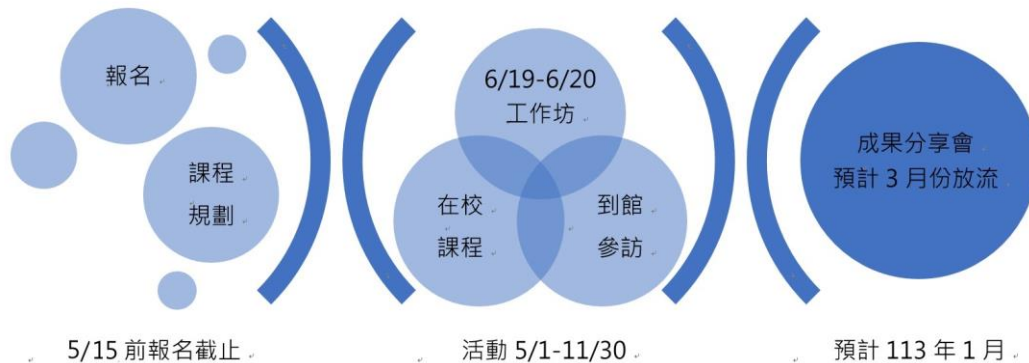 報名
課程
規劃
5/15 前報名截止
6/19-6/20
工作坊
在校
課程
到館
參訪
活動 5/1-11/30
成果分享會
預計 3 月份放流
預計 113 年 1 月